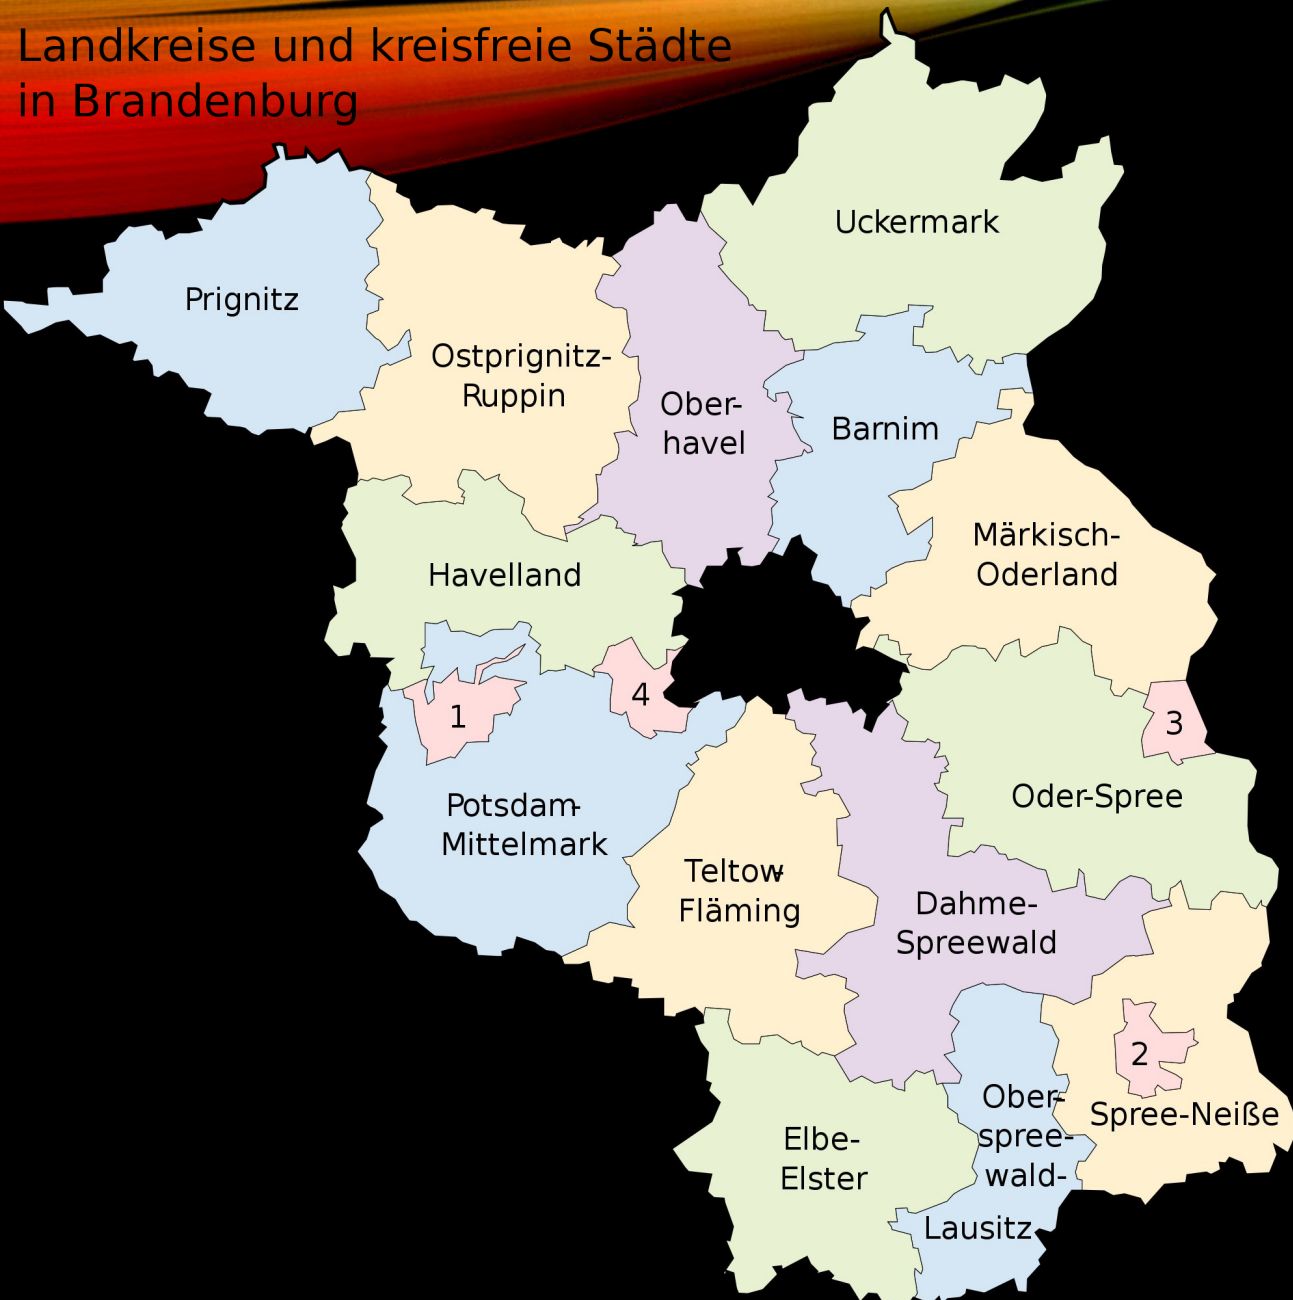 Landkreise und kreisfreie Städte
in Brandenburg
Uckermark
Prignitz
Ostprignitz-
Ruppin
Ober-
havel
Barnim
Märkisch-
Oderland
Havelland
4
1
3
Oder-Spree
Potsdam-
Mittelmark
Teltow-
Fläming
Dahme-
Spreewald
2
Ober-
spree-
wald-
Lausitz
Spree-Neiße
Elbe-
Elster